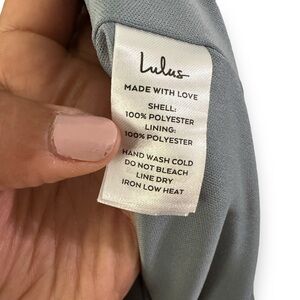 Lulus
MADE WITH LOVE
SHELL:
100% POLYESTER
LINING:
100% POLYESTER
HAND WASH COLD
DO NOT BLEACH
LINE DRY
IRON LOW HEAT